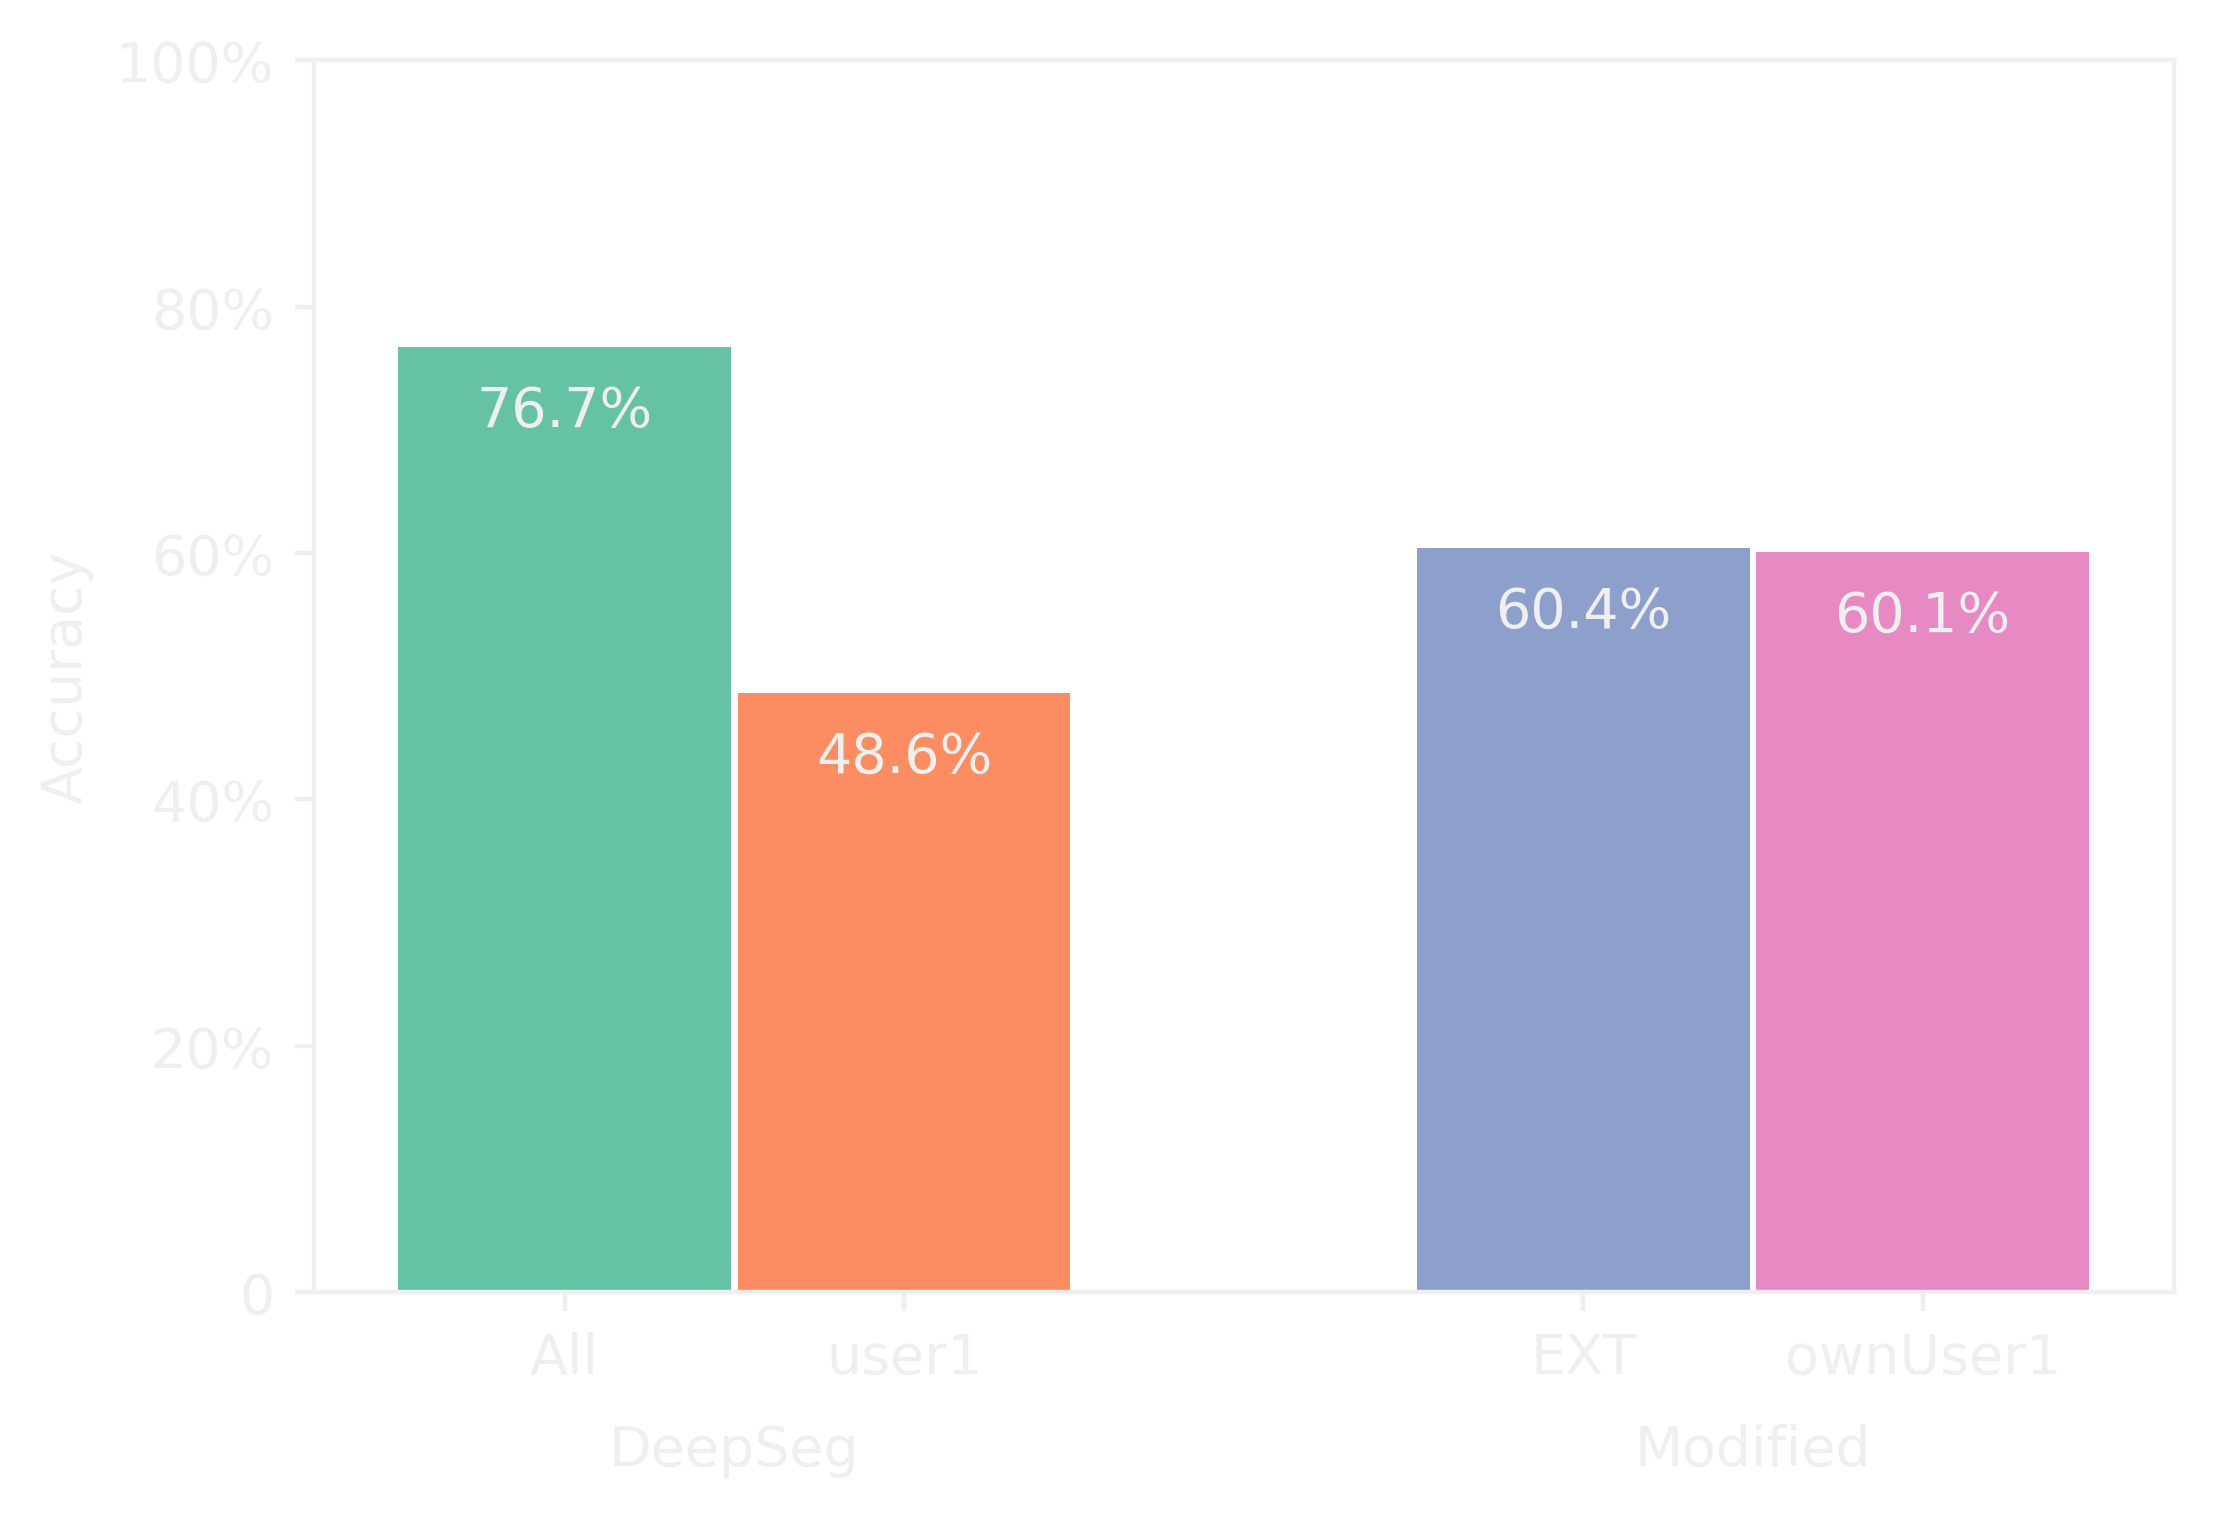 100%
80%
60%
40%
20%
0
Accuracy
76.7%
48.6%
60.4%
60.1%
All
user1
EXT
ownUser1
DeepSeg
Modified